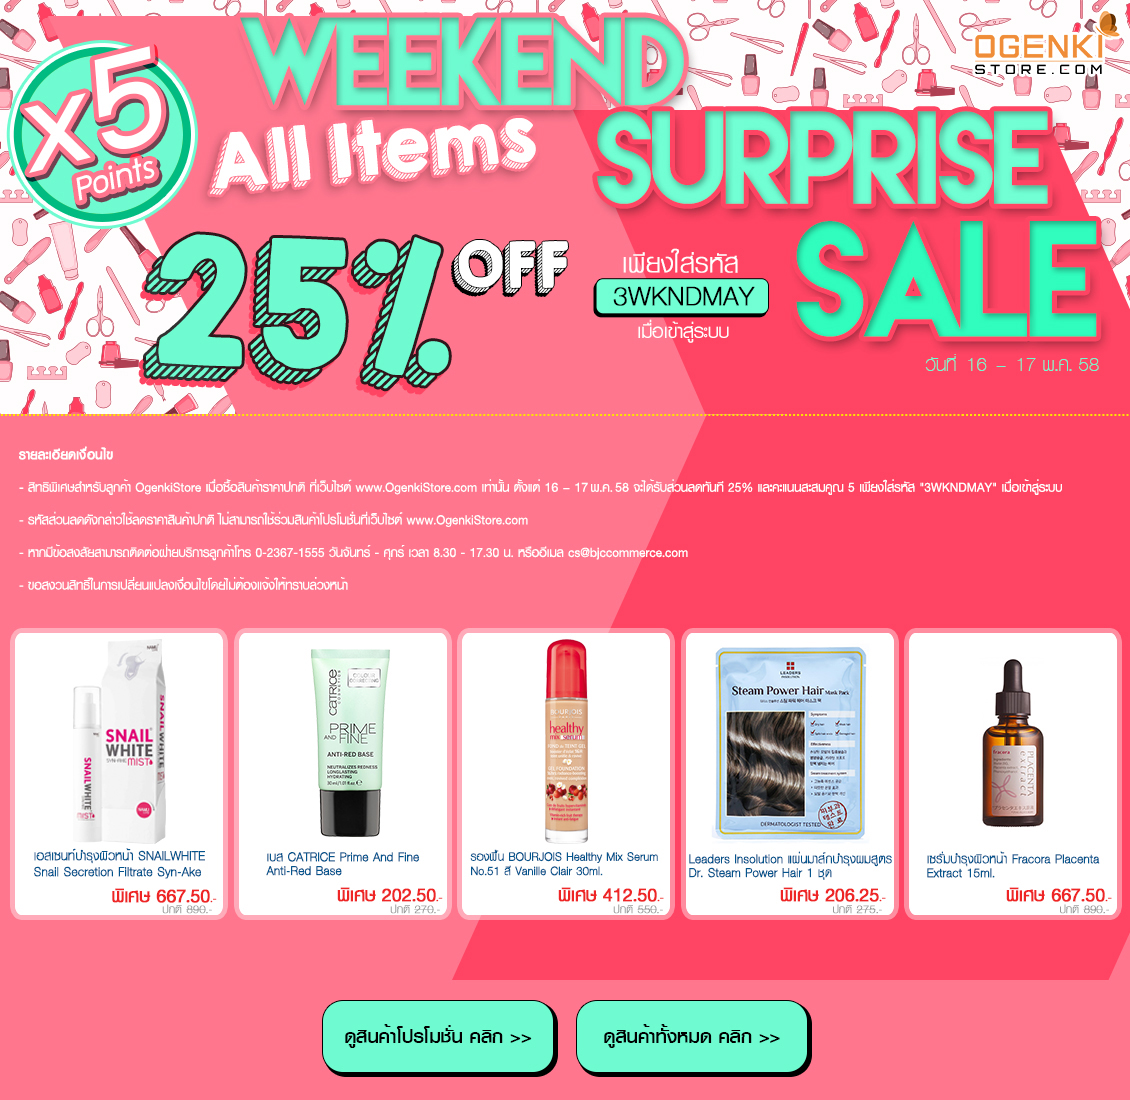 WEEKEND
OGENKI
STORE.COM
x5
Points
All Items
SURPRISE
25% OFF
SALE
เพียงใส่รหัส
3WKNDMAY
เมื่อเข้าสู่ระบบ
วันที่ 16 – 17 พ.ค. 58
รายละเอียดเงื่อนไข
- สิทธิพิเศษสำหรับลูกค้า OgenkiStore เมื่อซื้อสินค้าราคาปกติ ที่เว็บไซต์ www.OgenkiStore.com เท่านั้น ตั้งแต่ 16 – 17 พ.ค. 58 จะได้รับส่วนลดทันที 25% และคะแนนสะสมคูณ 5 เพียงใส่รหัส "3WKNDMAY" เมื่อเข้าสู่ระบบ
- รหัสส่วนลดดังกล่าวใช้ลดราคาสินค้าปกติ ไม่สามารถใช้ร่วมสินค้าโปรโมชั่นที่เว็บไซต์ www.OgenkiStore.com
- หากมีข้อสงสัยสามารถติดต่อฝ่ายบริการลูกค้าโทร 0-2367-1555 วันจันทร์ - ศุกร์ เวลา 8.30 - 17.30 น. หรืออีเมล cs@bjccommerce.com
- ขอสงวนสิทธิ์ในการเปลี่ยนแปลงเงื่อนไขโดยไม่ต้องแจ้งให้ทราบล่วงหน้า
SNAIL
WHITE
SYN-AKE MIST
SNAILWHITE
SNAILWHITE
MIST
เอสเซนท์บำรุงผิวหน้า SNAILWHITE
Snail Secretion Filtrate Syn-Ake
พิเศษ 667.50.-
ปกติ 890.-
CATRICE
COSMETICS
COLOUR
CORRECTING
PRIME
AND FINE
ANTI-RED BASE
NEUTRALIZES REDNESS
LONGLASTING
HYDRATING
30ml/1.01 fl.oz. e
เบส CATRICE Prime And Fine
Anti-Red Base
พิเศษ 202.50.-
ปกติ 270.-
BOURJOIS
healthy
mix serum
รองพื้น BOURJOIS Healthy Mix Serum
No.51 สี Vanille Clair 30ml.
พิเศษ 412.50.-
ปกติ 550.-
LEADERS
INSOLUTION
Steam Power Hair Mask Pack
Symptoms
Effectiveness
DERMATOLOGIST TESTED
Leaders Insolution แผ่นมาส์กบำรุงผมสูตร
Dr. Steam Power Hair 1 ชุด
พิเศษ 206.25.-
ปกติ 275.-
Fracora
PLACENTA
extract
เซรั่มบำรุงผิวหน้า Fracora Placenta
Extract 15ml.
พิเศษ 667.50.-
ปกติ 890.-
ดูสินค้าโปรโมชั่น คลิก >>
ดูสินค้าทั้งหมด คลิก >>